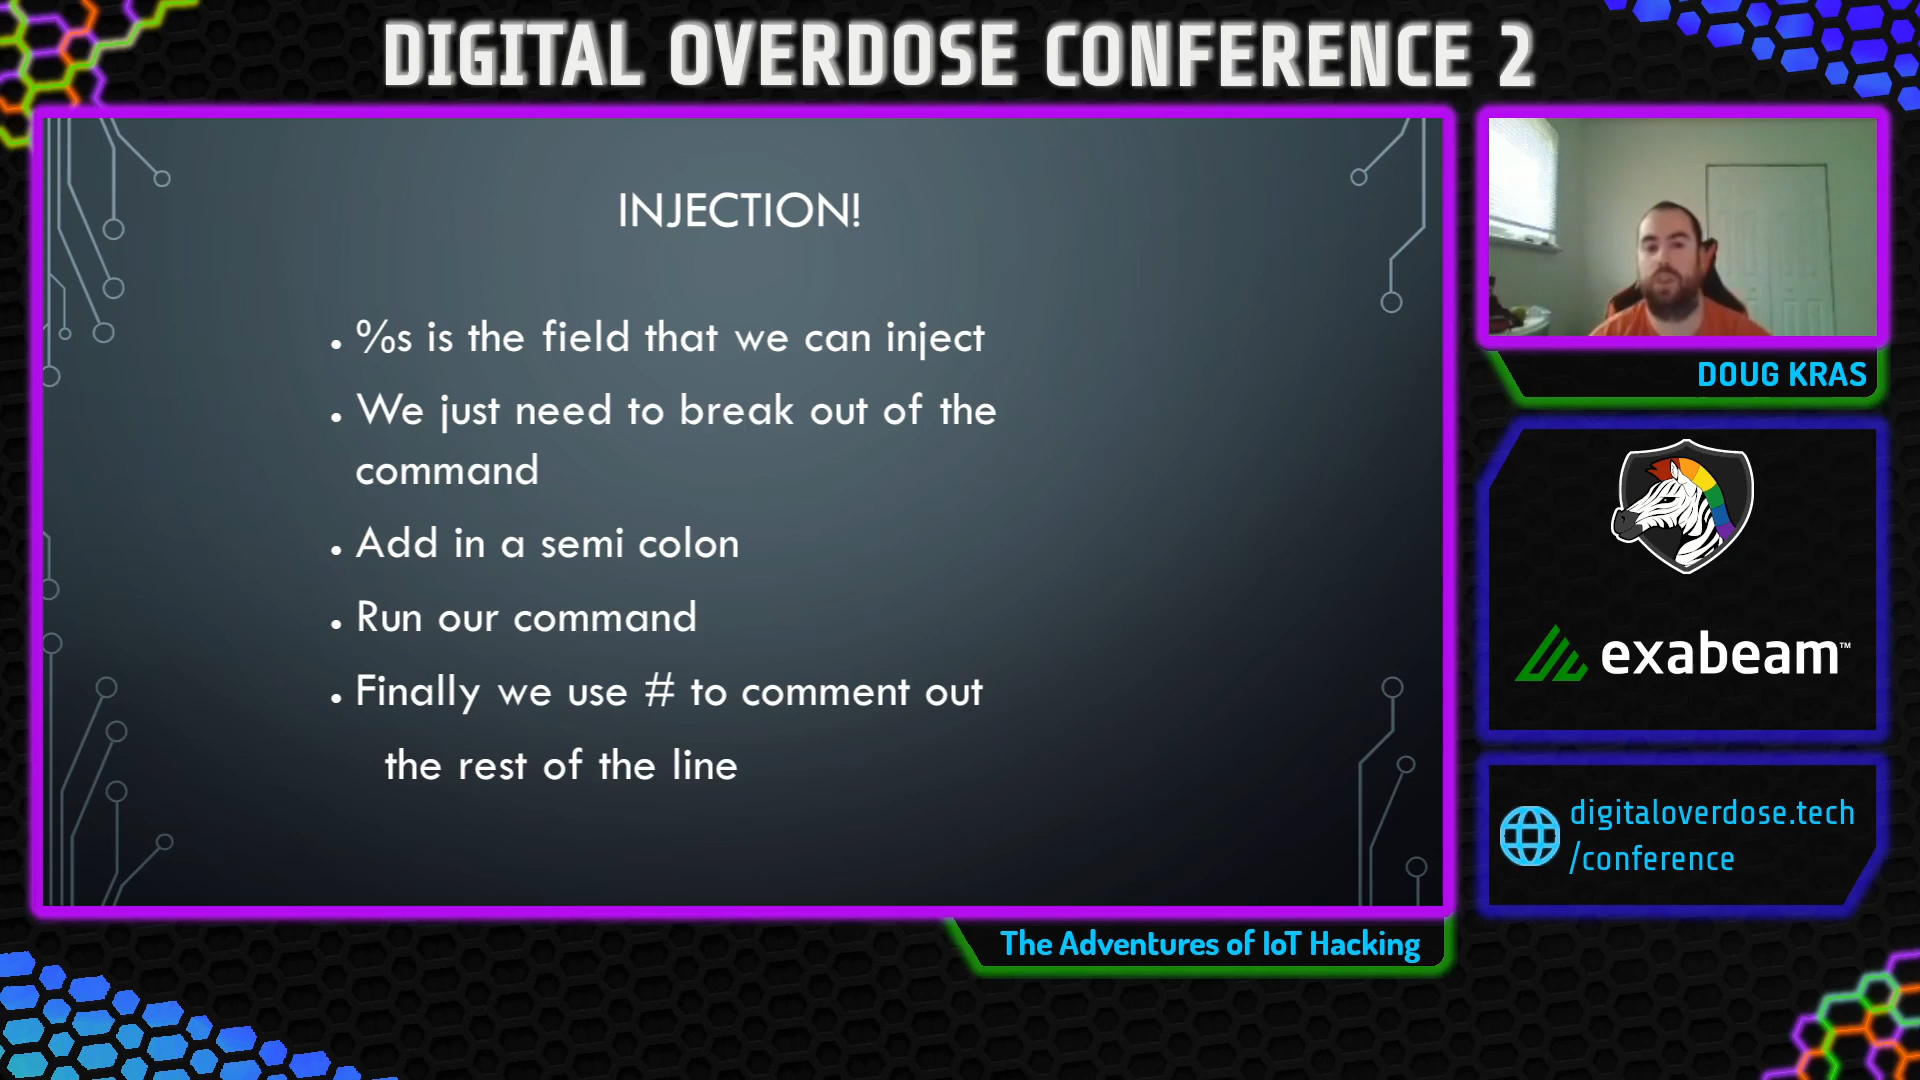 DIGITAL OVERDOSE CONFERENCE 2
INJECTION!
• %s is the field that we can inject
• We just need to break out of the
command
• Add in a semi colon
• Run our command
• Finally we use # to comment out
the rest of the line
DOUG KRAS
exabeam™
digitaloverdose.tech
/conference
The Adventures of IoT Hacking